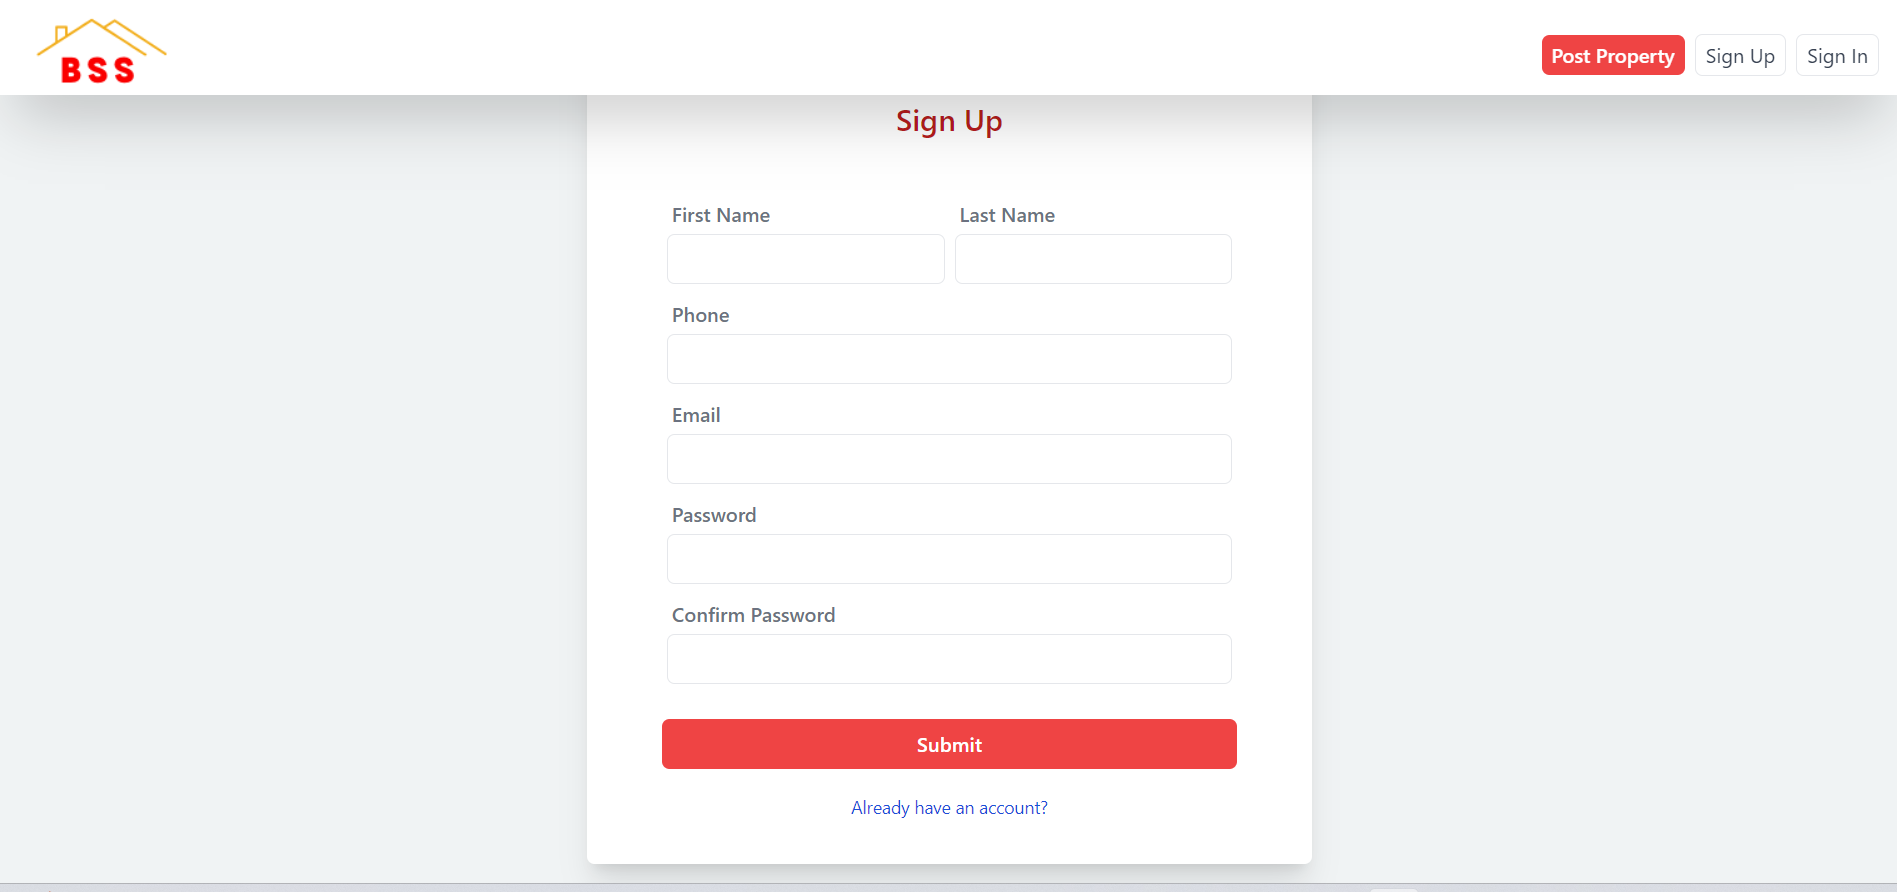 BSS
Post Property Sign Up Sign In
Sign Up
First Name Last Name
Phone
Email
Password
Confirm Password
Submit
Already have an account?